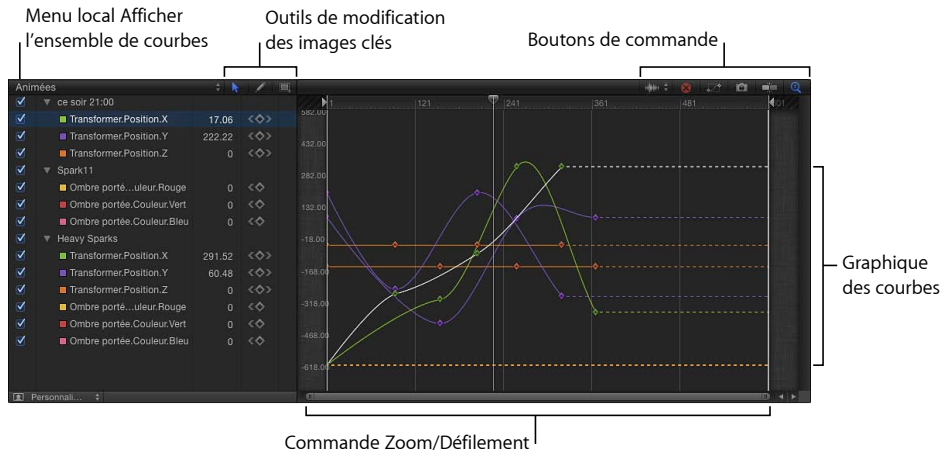 Menu local Afficher
l'ensemble de courbes
Outils de modification
des images clés
Boutons de commande
Animées
ce soir 21:00
Transformer.Position.X 17.06
Transformer.Position.Y 222.22
Transformer.Position.Z 0
Spark11
Ombre porté...uleur.Rouge 0
Ombre portée.Couleur.Vert 0
Ombre portée.Couleur.Bleu 0
Heavy Sparks
Transformer.Position.X 291.52
Transformer.Position.Y 60.48
Transformer.Position.Z 0
Ombre porté...uleur.Rouge 0
Ombre portée.Couleur.Vert 0
Ombre portée.Couleur.Bleu 0
Personnali...
1 121 241 361 481
582.00
432.00
282.00
132.00
-18.00
-168.00
-318.00
-468.00
-618.00
Graphique
des courbes
Commande Zoom/Défilement